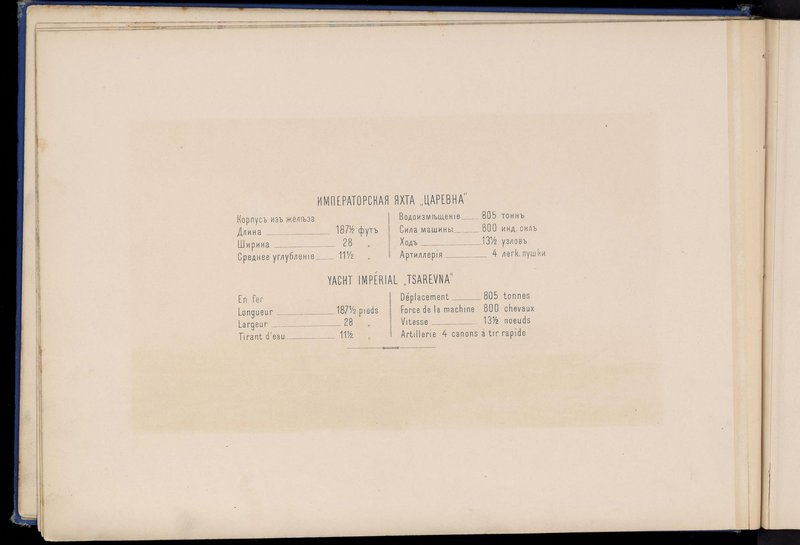 ИМПЕРАТОРСКАЯ ЯХТА „ЦАРЕВНА“
Корпусъ изъ желѣза
Длина 187½ футъ
Ширина 28 „
Среднее углубленіе 11½ „
Водоизмѣщеніе 805 тоннъ
Сила машины 800 инд. силъ
Ходъ 13½ узловъ
Артиллерія 4 легк. пушки
YACHT IMPÉRIAL „TSAREVNA“
En fer
Longueur 187½ pieds
Largeur 28 „
Tirant d'eau 11½ „
Déplacement 805 tonnes
Force de la machine 800 chevaux
Vitesse 13½ noeuds
Artillerie 4 canons à tir rapide